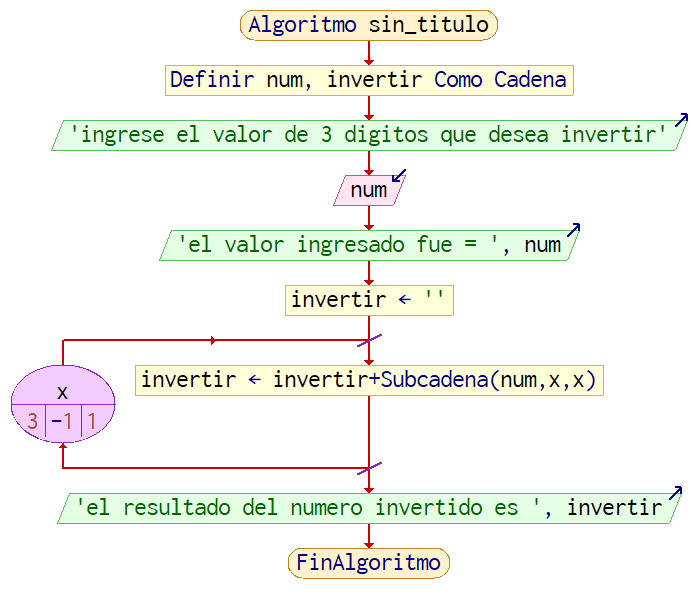 Algoritmo sin_titulo
Definir num, invertir Como Cadena
'ingrese el valor de 3 digitos que desea invertir'
num
'el valor ingresado fue = ', num
invertir ← ''
x
3 -1 1
invertir ← invertir+Subcadena(num,x,x)
'el resultado del numero invertido es ', invertir
FinAlgoritmo